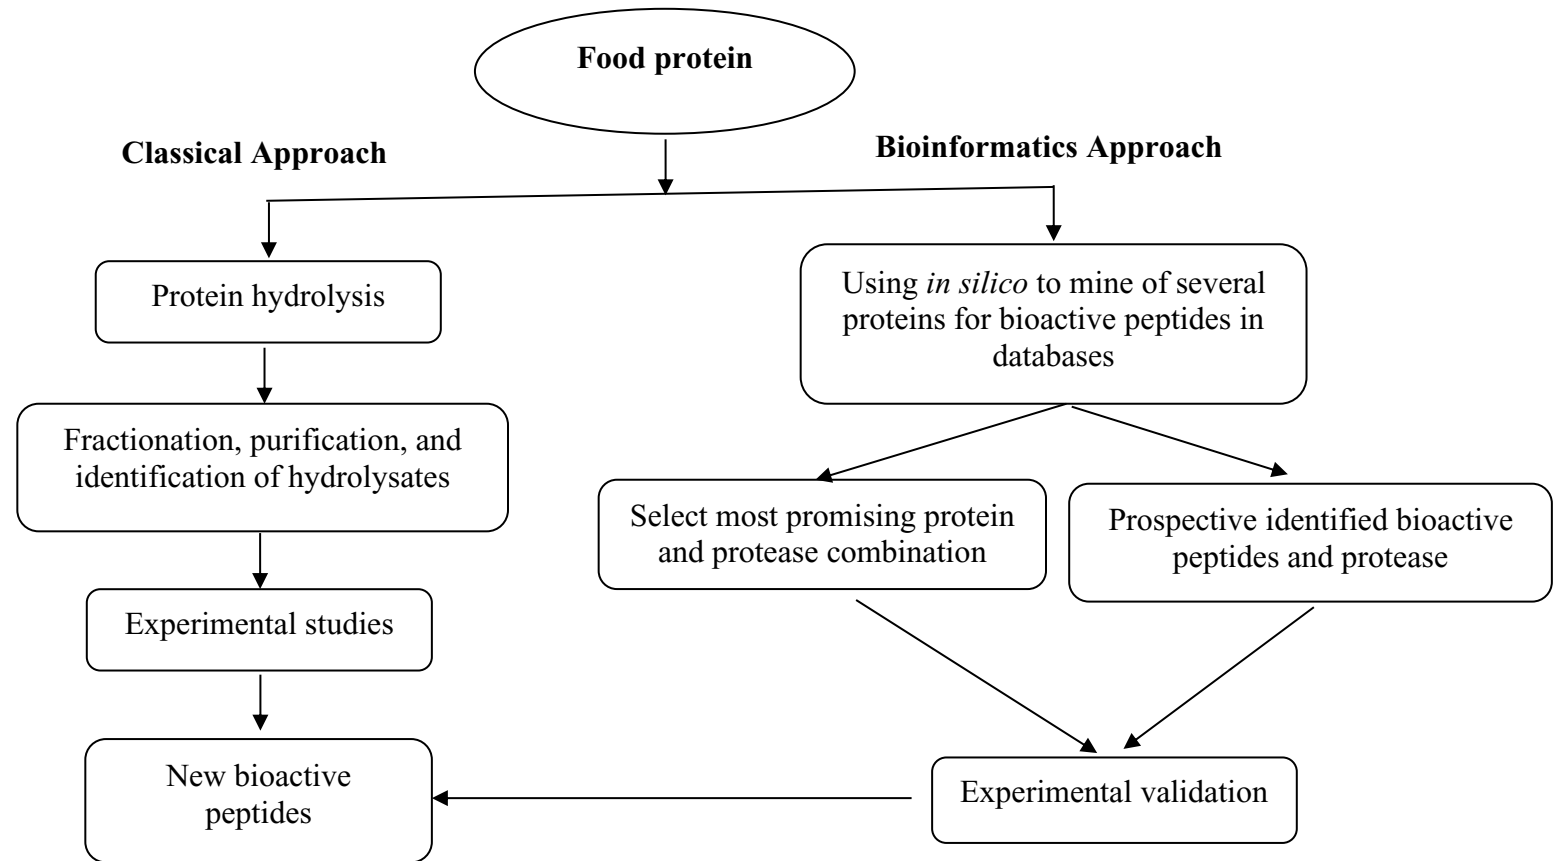 Food protein
Classical Approach
Bioinformatics Approach
Protein hydrolysis
Using in silico to mine of several
proteins for bioactive peptides in
databases
Fractionation, purification, and
identification of hydrolysates
Select most promising protein
and protease combination
Prospective identified bioactive
peptides and protease
Experimental studies
New bioactive
peptides
Experimental validation